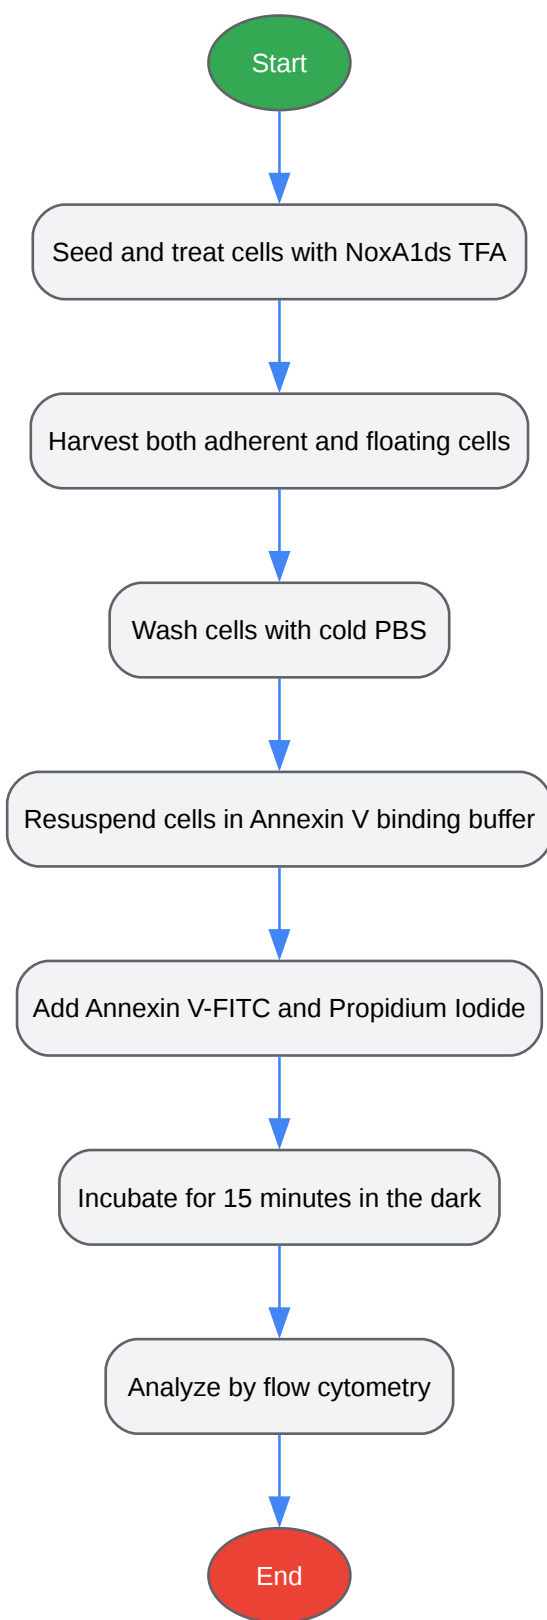 Start
Seed and treat cells with NoxA1ds TFA
Harvest both adherent and floating cells
Wash cells with cold PBS
Resuspend cells in Annexin V binding buffer
Add Annexin V-FITC and Propidium Iodide
Incubate for 15 minutes in the dark
Analyze by flow cytometry
End